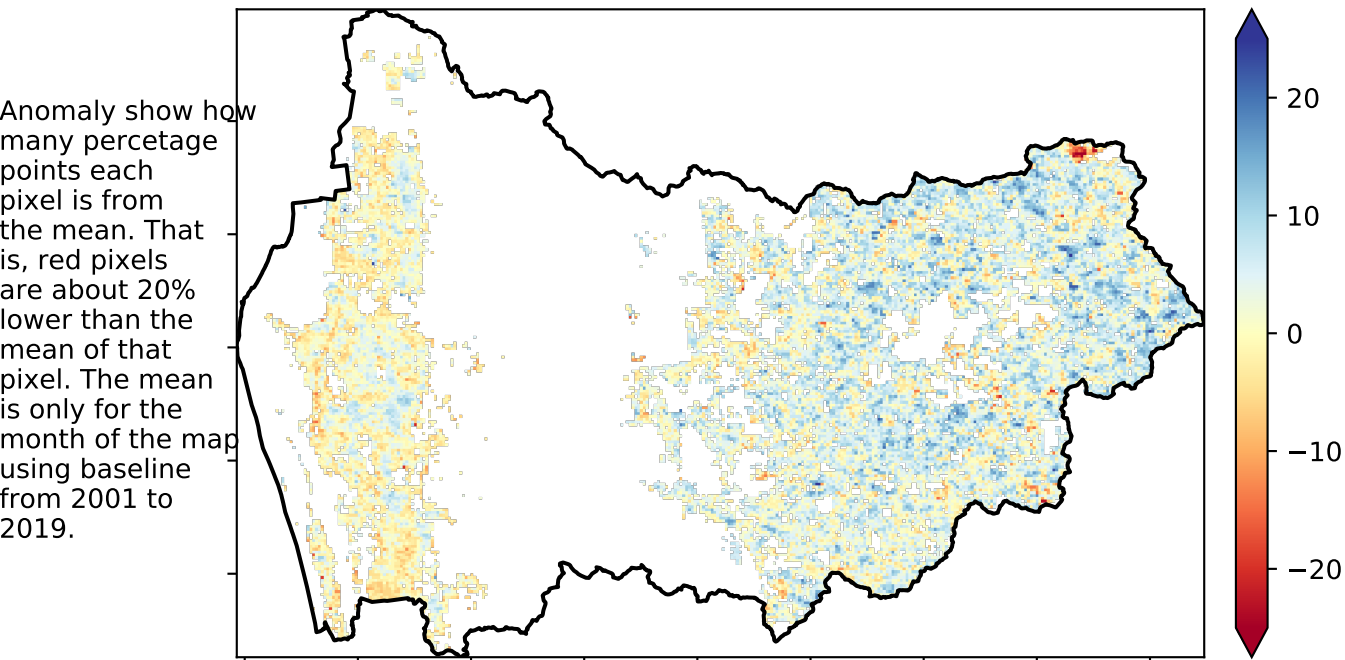 Anomaly show how
many percetage
points each
pixel is from
the mean. That
is, red pixels
are about 20%
lower than the
mean of that
pixel. The mean
is only for the
month of the map
using baseline
from 2001 to
2019.
20
10
0
−10
−20